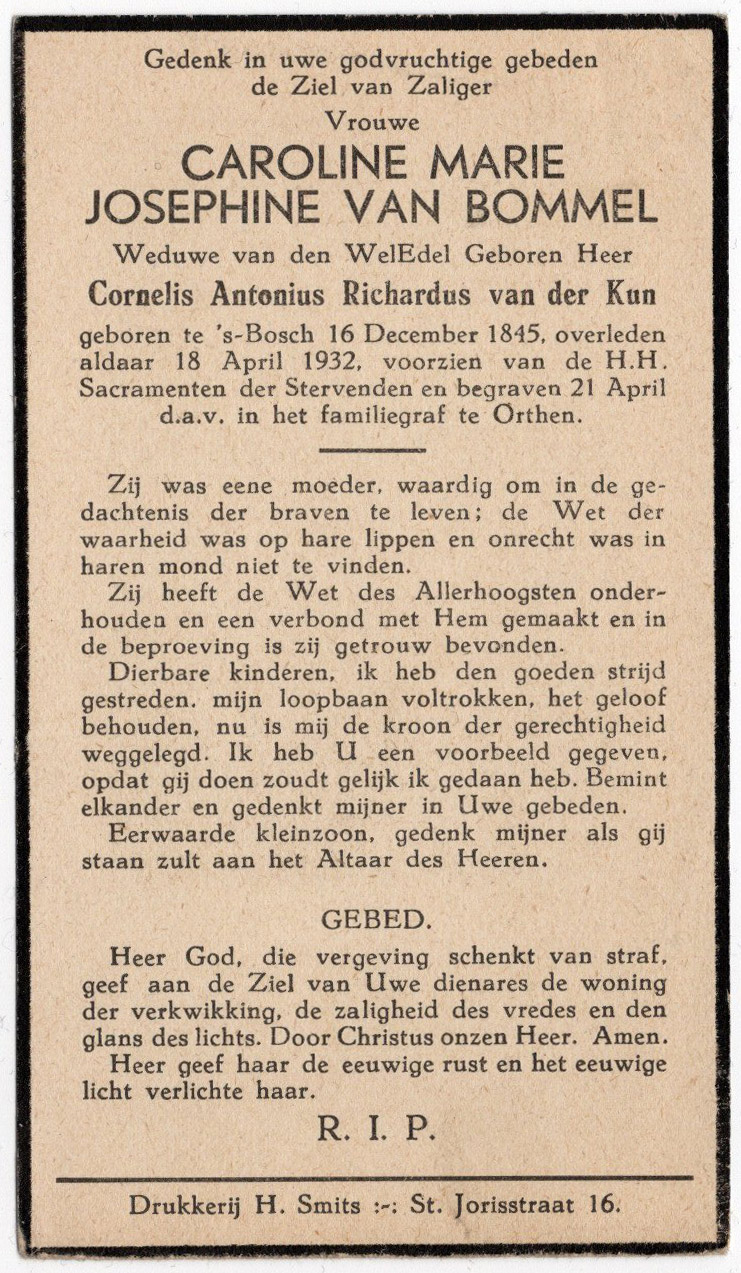 Gedenk in uwe godvruchtige gebeden
de Ziel van Zaliger
Vrouwe
CAROLINE MARIE
JOSEPHINE VAN BOMMEL
Weduwe van den WelEdel Geboren Heer
Cornelis Antonius Richardus van der Kun
geboren te 's-Bosch 16 December 1845, overleden
aldaar 18 April 1932, voorzien van de H.H.
Sacramenten der Stervenden en begraven 21 April
d.a.v. in het familiegraf te Orthen.
Zij was eene moeder, waardig om in de ge-
dachtenis der braven te leven; de Wet der
waarheid was op hare lippen en onrecht was in
haren mond niet te vinden.
Zij heeft de Wet des Allerhoogsten onder-
houden en een verbond met Hem gemaakt en in
de beproeving is zij getrouw bevonden.
Dierbare kinderen, ik heb den goeden strijd
gestreden. mijn loopbaan voltrokken, het geloof
behouden, nu is mij de kroon der gerechtigheid
weggelegd. Ik heb U een voorbeeld gegeven,
opdat gij doen zoudt gelijk ik gedaan heb. Bemint
elkander en gedenkt mijner in Uwe gebeden.
Eerwaarde kleinzoon, gedenk mijner als gij
staan zult aan het Altaar des Heeren.
GEBED.
Heer God, die vergeving schenkt van straf,
geef aan de Ziel van Uwe dienares de woning
der verkwikking, de zaligheid des vredes en den
glans des lichts. Door Christus onzen Heer. Amen.
Heer geef haar de eeuwige rust en het eeuwige
licht verlichte haar.
R. I. P.
Drukkerij H. Smits :-: St. Jorisstraat 16.